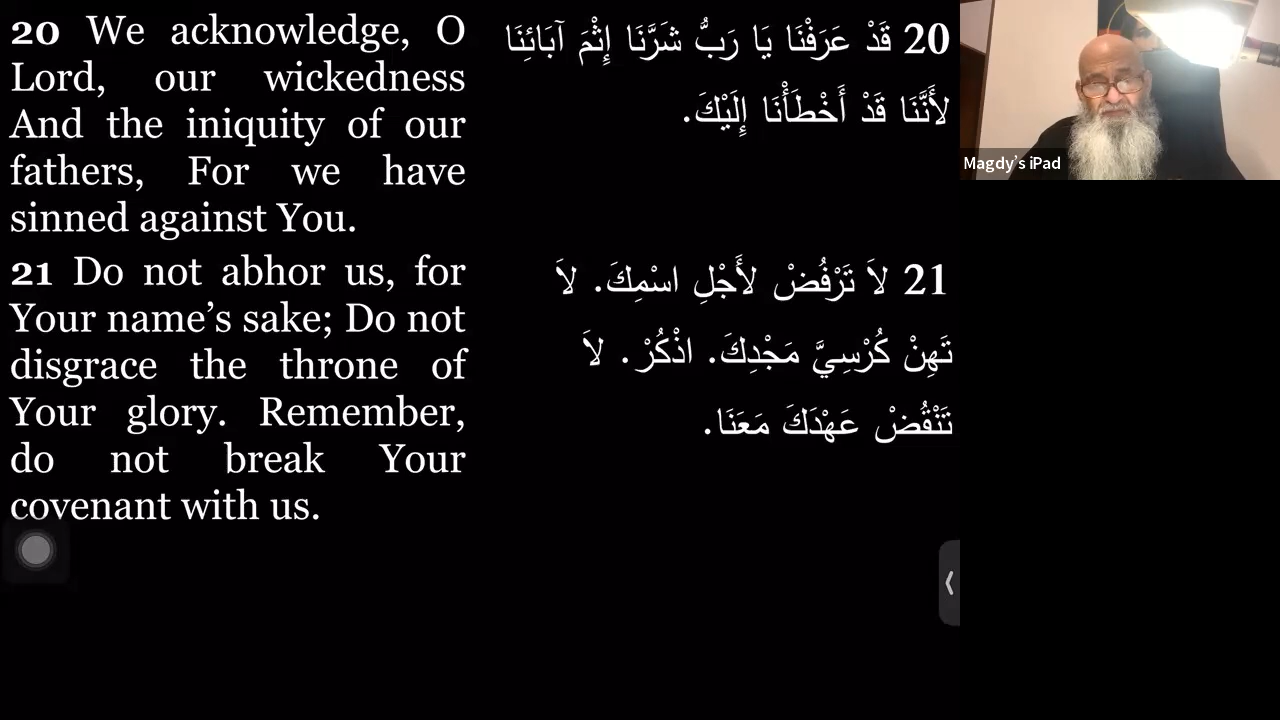 20 We acknowledge, O
Lord, our wickedness
And the iniquity of our
fathers, For we have
sinned against You.
21 Do not abhor us, for
Your name’s sake; Do not
disgrace the throne of
Your glory. Remember,
do not break Your
covenant with us.
20 قَدْ عَرَفْنَا يَا رَبُّ شَرَّنَا إِثْمَ آبَائِنَا
لأَنَّنَا قَدْ أَخْطَأْنَا إِلَيْكَ.
21 لاَ تَرْفُضْ لأَجْلِ اسْمِكَ. لاَ
تَهِنْ كُرْسِيَّ مَجْدِكَ. اذْكُرْ. لاَ
تَنْقُضْ عَهْدَكَ مَعَنَا.
Magdy’s iPad